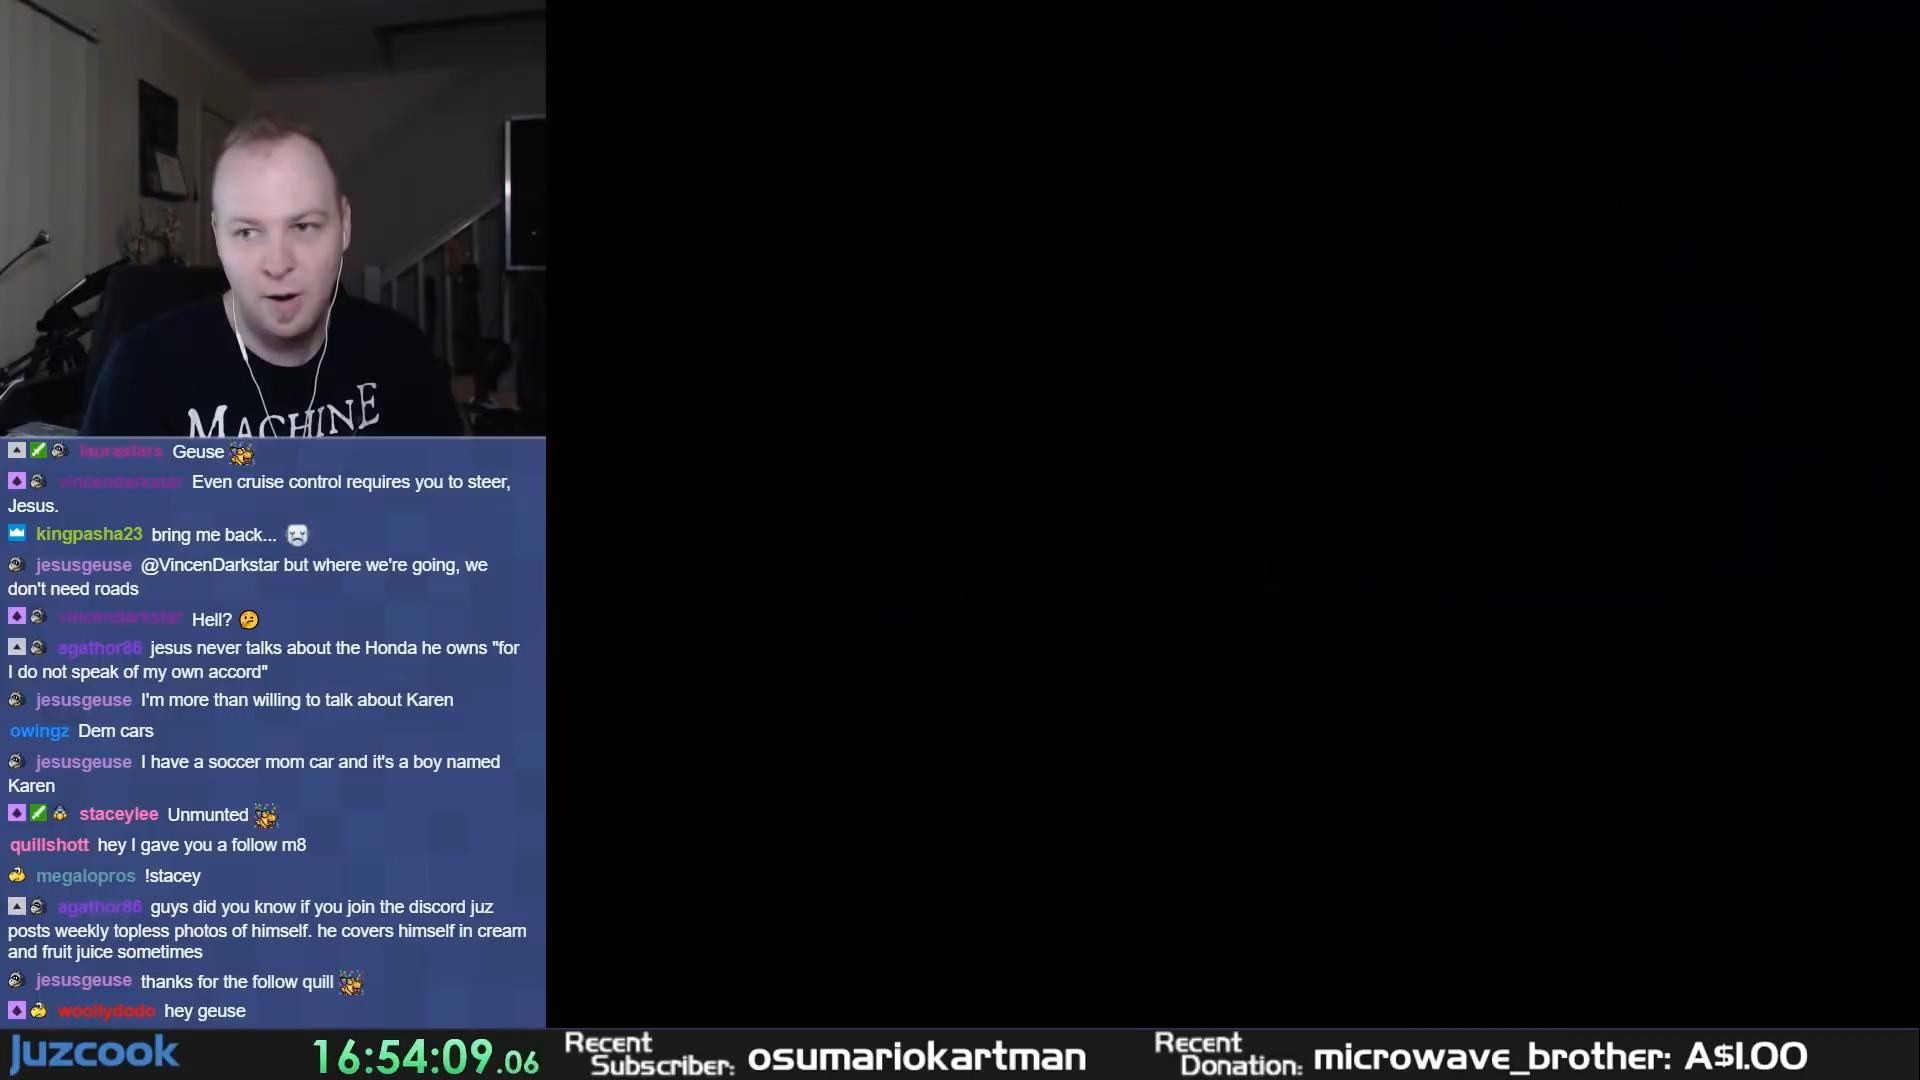 MACHINE
laurastars Geuse
vincendarkstar Even cruise control requires you to steer,
Jesus.
kingpasha23 bring me back...
jesusgeuse @VincenDarkstar but where we're going, we
don't need roads
vincendarkstar Hell?
agathor86 jesus never talks about the Honda he owns "for
I do not speak of my own accord"
jesusgeuse I'm more than willing to talk about Karen
owingz Dem cars
jesusgeuse I have a soccer mom car and it's a boy named
Karen
staceylee Unmunted
quillshott hey I gave you a follow m8
megalopros !stacey
agathor86 guys did you know if you join the discord juz
posts weekly topless photos of himself. he covers himself in cream
and fruit juice sometimes
jesusgeuse thanks for the follow quill
woollydodo hey geuse
Juzcook
16:54:09.06
Recent
Subscriber: osumariokartman
Recent
Donation: microwave_brother: A$1.00